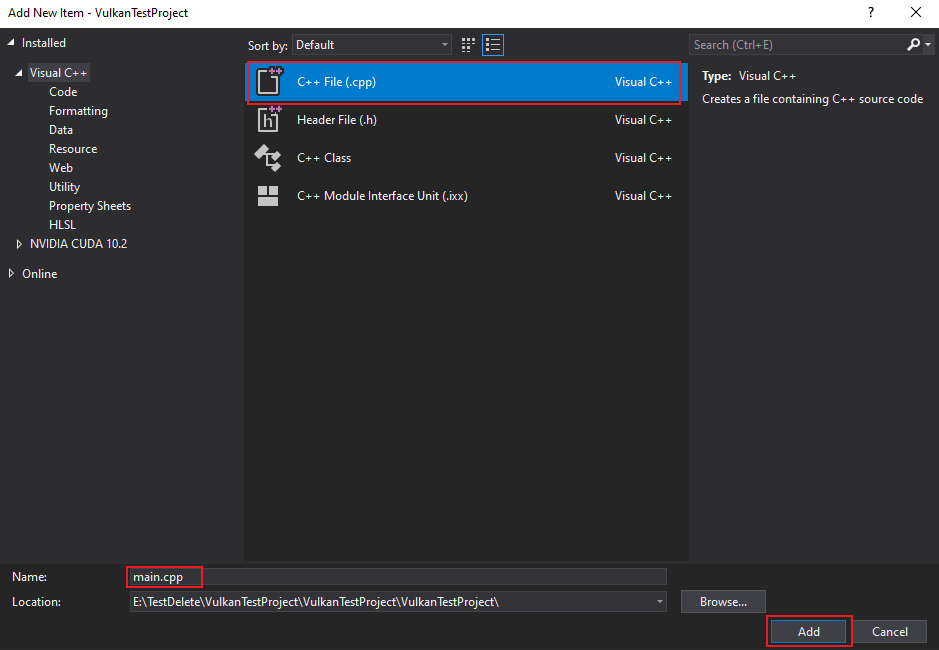 Add New Item - VulkanTestProject
?
Installed
Visual C++
Code
Formatting
Data
Resource
Web
Utility
Property Sheets
HLSL
NVIDIA CUDA 10.2
Online
Sort by: Default
C++ File (.cpp) Visual C++
Header File (.h) Visual C++
C++ Class Visual C++
C++ Module Interface Unit (.ixx) Visual C++
Search (Ctrl+E)
Type: Visual C++
Creates a file containing C++ source code
Name: main.cpp
Location: E:\TestDelete\VulkanTestProject\VulkanTestProject\VulkanTestProject\
Browse...
Add Cancel